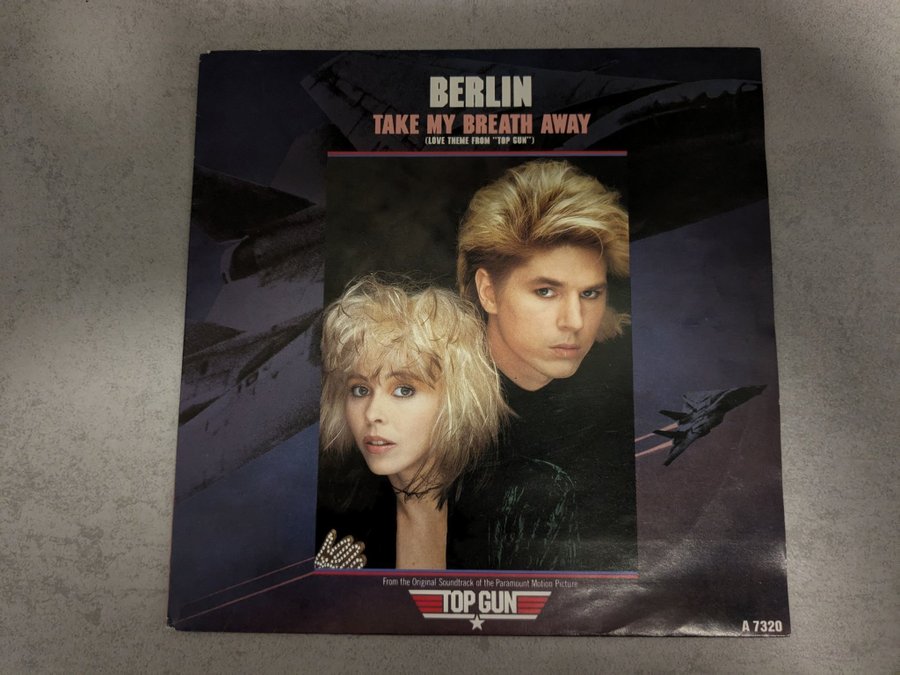 BERLIN
TAKE MY BREATH AWAY
(LOVE THEME FROM "TOP GUN")
From the Original Soundtrack of the Paramount Motion Picture
TOP GUN
A 7320